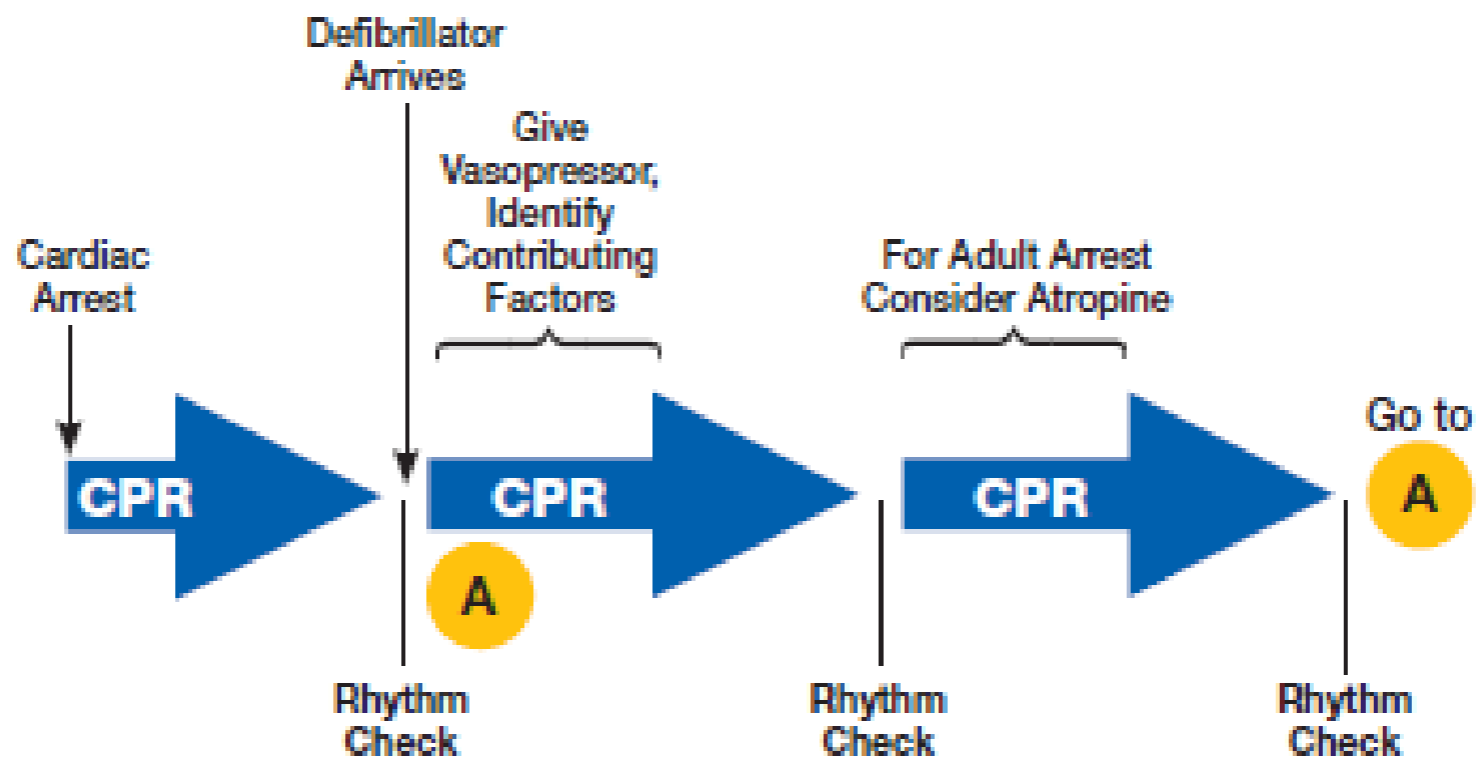 Defibrillator
Arrives
Give
Vasopressor,
Identify
Contributing
Factors
Cardiac
Arrest
For Adult Arrest
Consider Atropine
Go to
A
CPR
CPR
CPR
A
Rhythm
Check
Rhythm
Check
Rhythm
Check